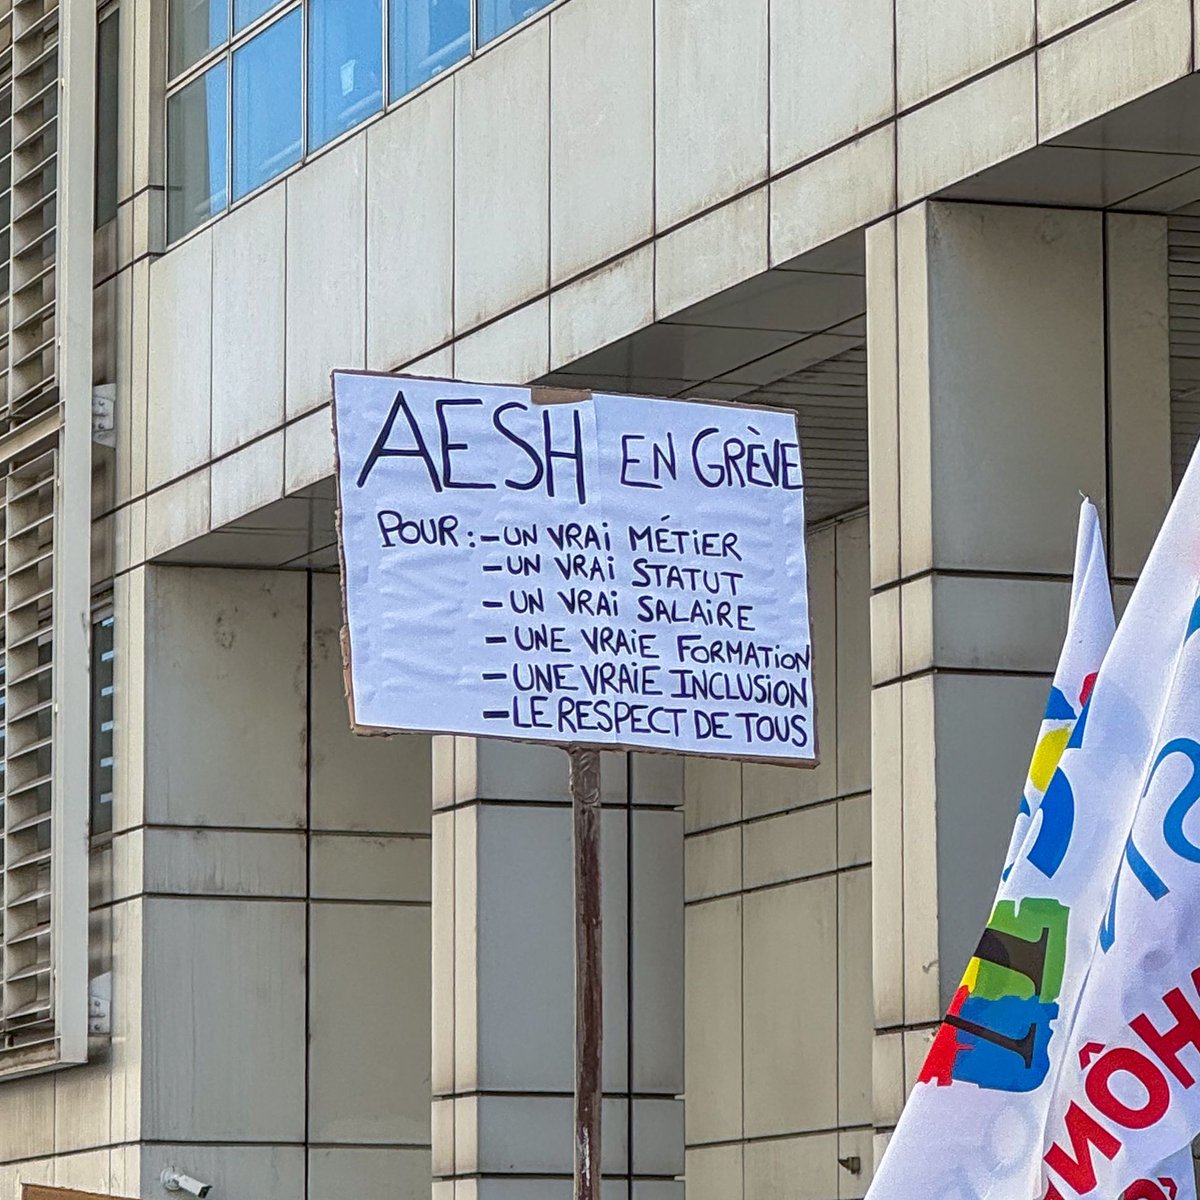 AESH EN GRÈVE
POUR : - UN VRAi MÉTiER
- UN VRAi STATUT
- UN VRAi SALAiRE
- UNE VRAiE FORMATiON
- UNE VRAiE INCLUSiON
- LE RESPECT DE TOUS